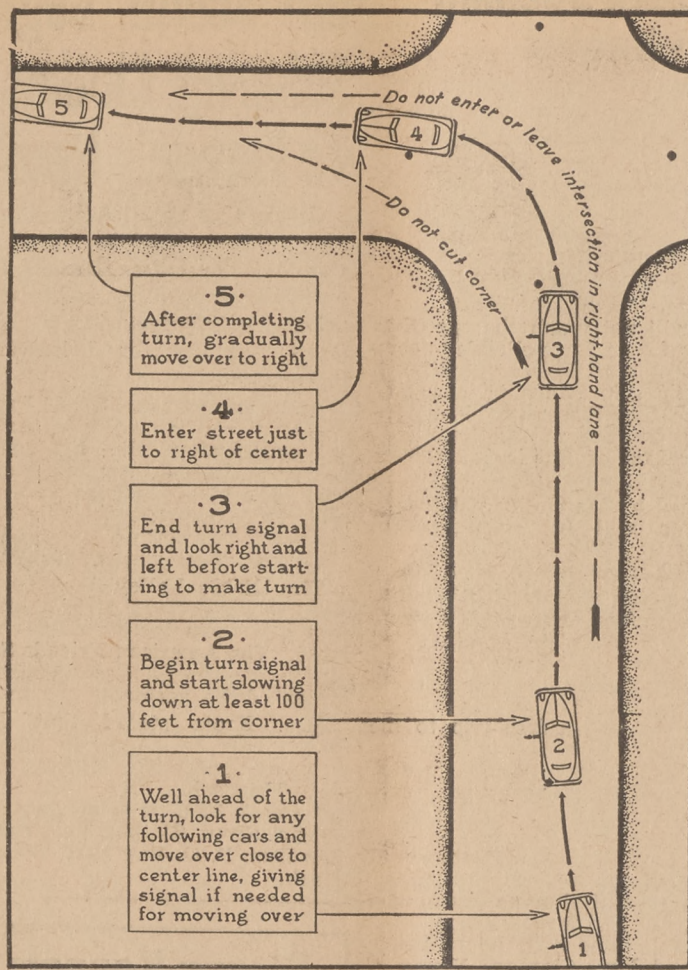 5
4
Do not enter or leave intersection in right-hand lane
Do not cut corner
3
·5·
After completing
turn, gradually
move over to right
·4·
Enter street just
to right of center
·3·
End turn signal
and look right and
left before start-
ing to make turn
·2·
Begin turn signal
and start slowing
down at least 100
feet from corner
2
·1·
Well ahead of the
turn, look for any
following cars and
move over close to
center line, giving
signal if needed
for moving over
1